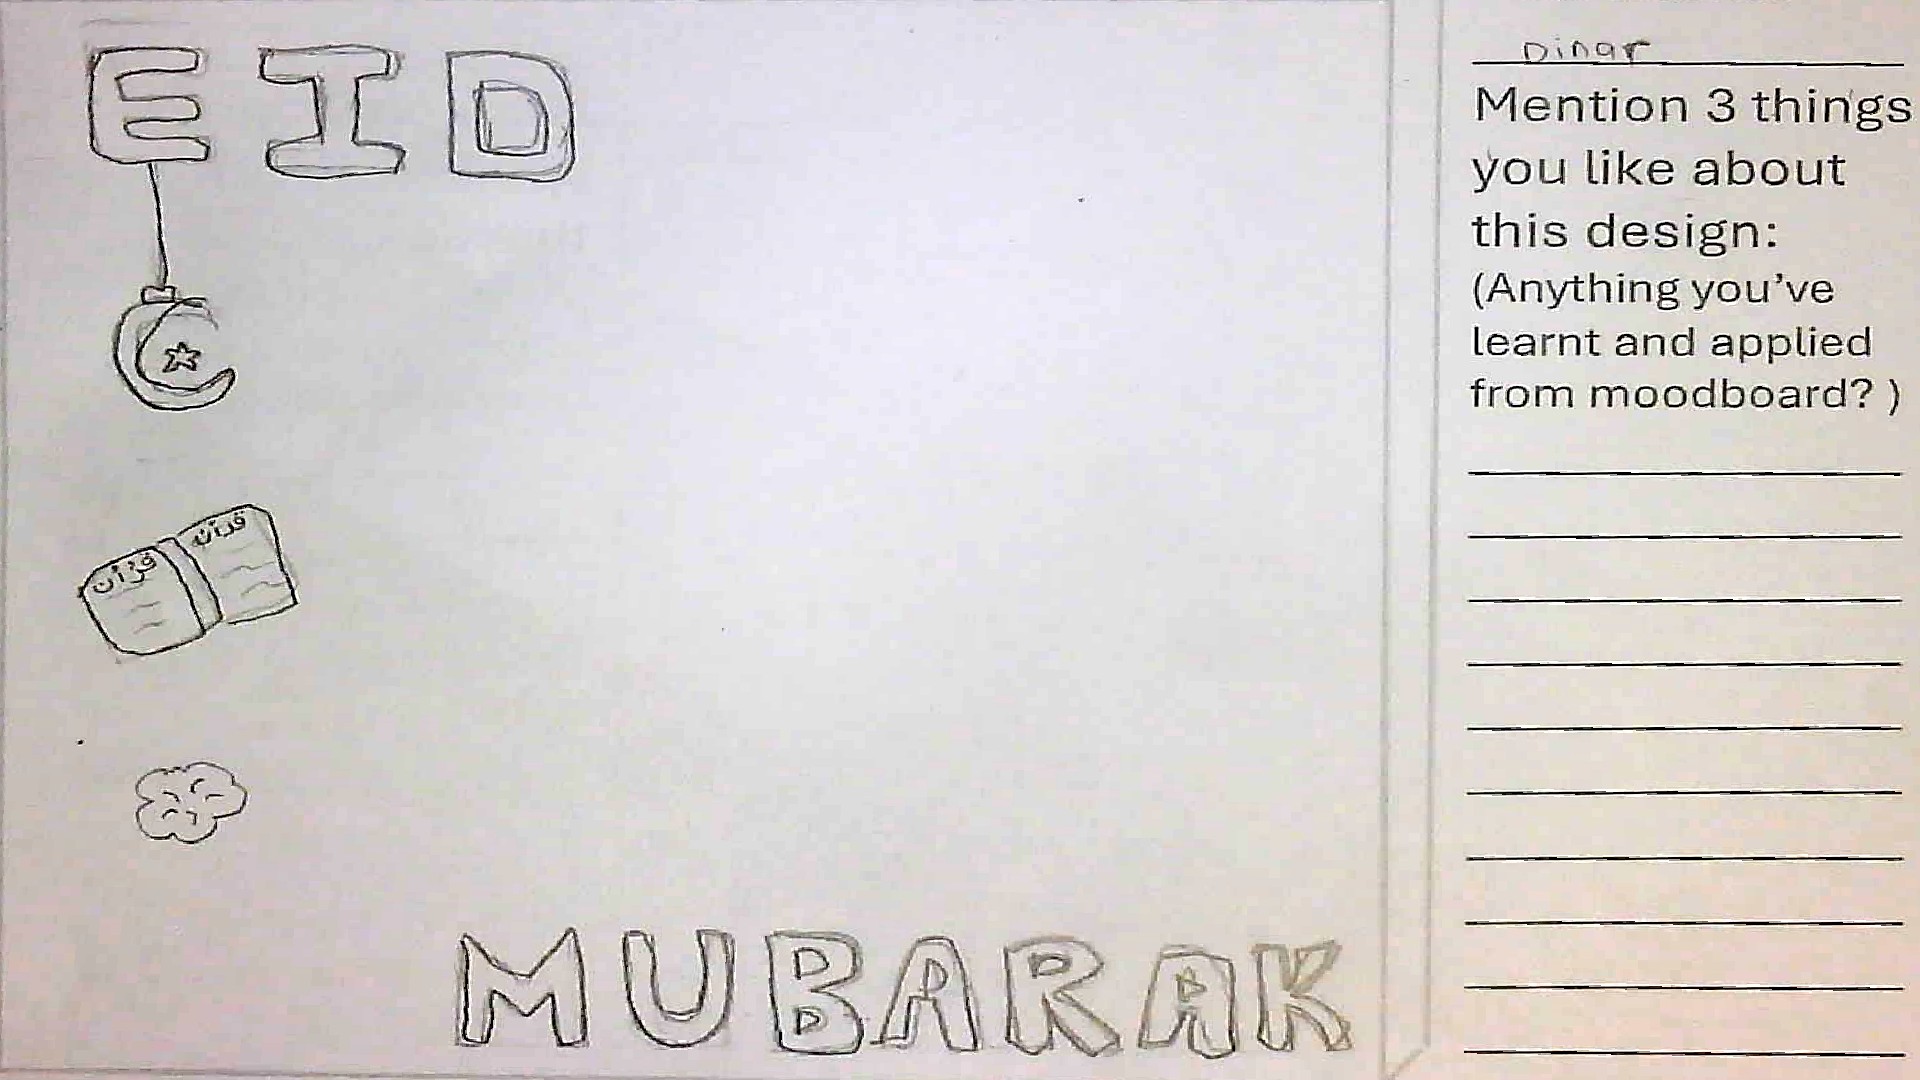 EID
قرآن
قرآن
MUBARAK
Dinar
Mention 3 things
you like about
this design:
(Anything you've
learnt and applied
from moodboard? )